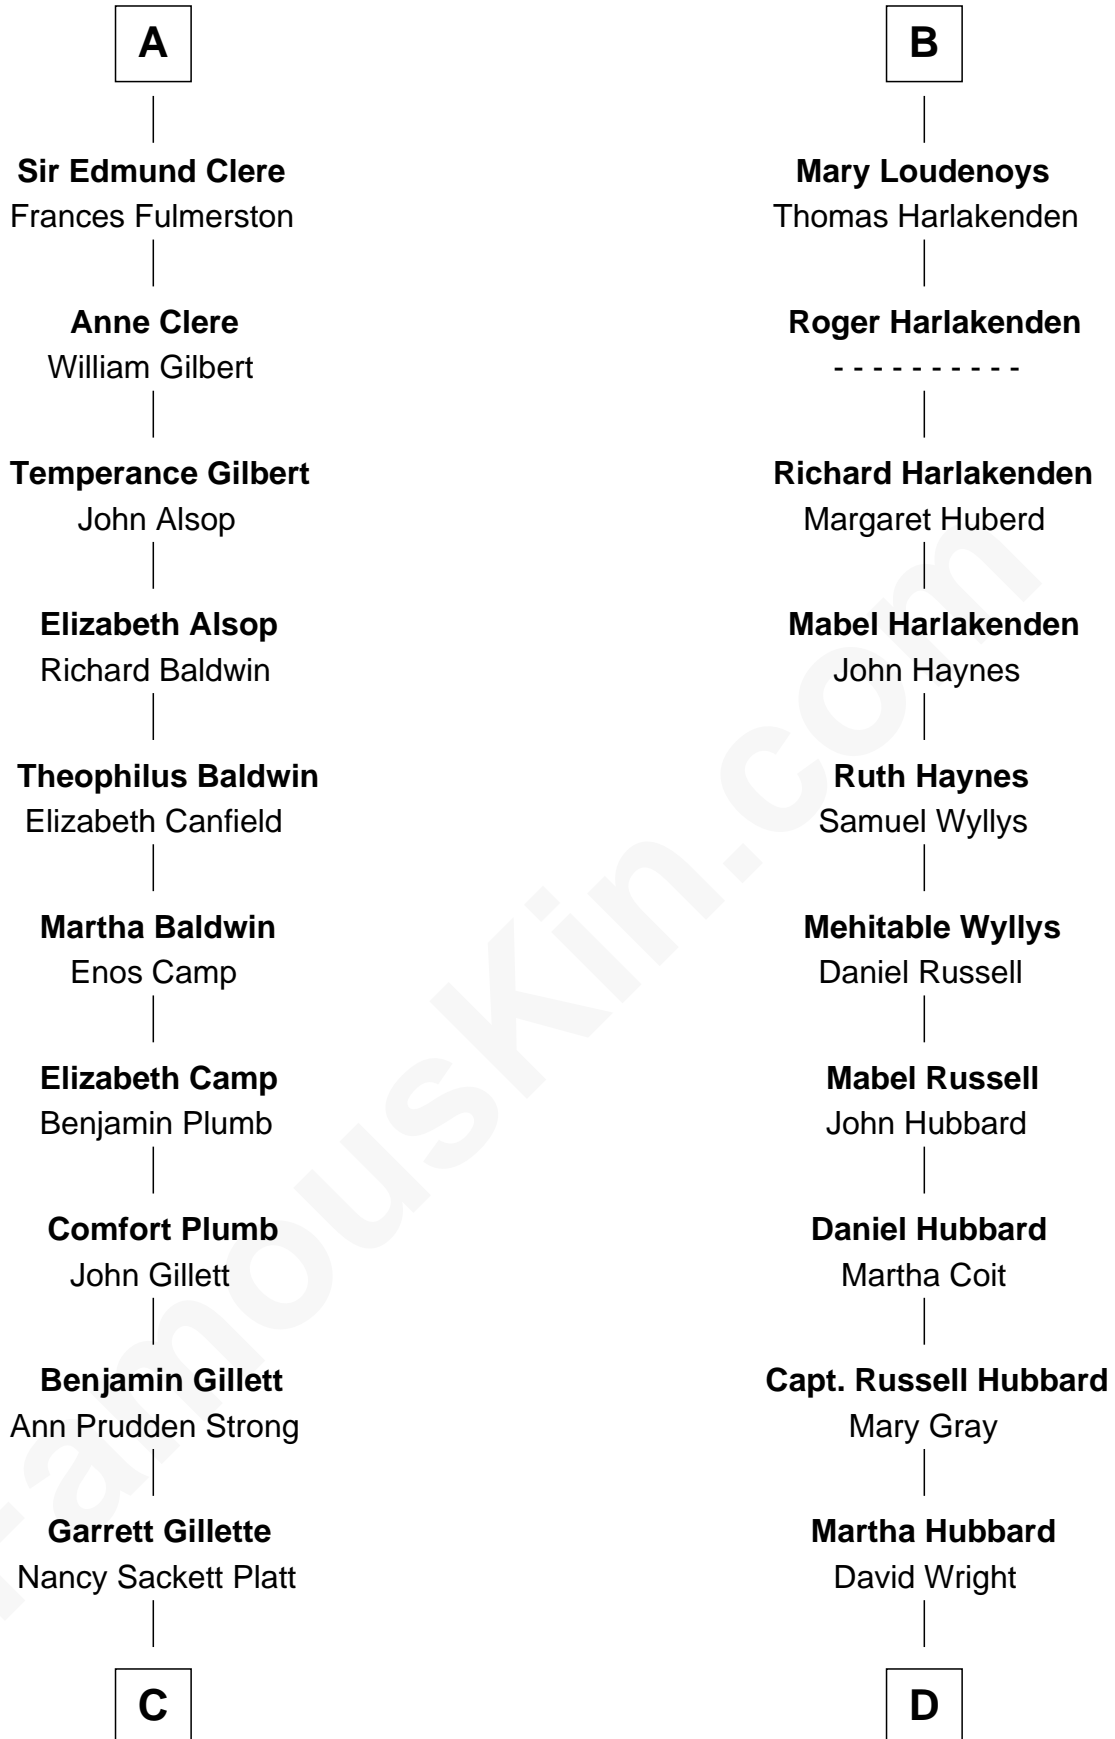 A
Sir Edmund Clere
Frances Fulmerston
Anne Clere
William Gilbert
Temperance Gilbert
John Alsop
Elizabeth Alsop
Richard Baldwin
Theophilus Baldwin
Elizabeth Canfield
Martha Baldwin
Enos Camp
Elizabeth Camp
Benjamin Plumb
Comfort Plumb
John Gillett
Benjamin Gillett
Ann Prudden Strong
Garrett Gillette
Nancy Sackett Platt
C
B
Mary Loudenoys
Thomas Harlakenden
Roger Harlakenden
- - - - - - - - - -
Richard Harlakenden
Margaret Huberd
Mabel Harlakenden
John Haynes
Ruth Haynes
Samuel Wyllys
Mehitable Wyllys
Daniel Russell
Mabel Russell
John Hubbard
Daniel Hubbard
Martha Coit
Capt. Russell Hubbard
Mary Gray
Martha Hubbard
David Wright
D
FamousKin.com